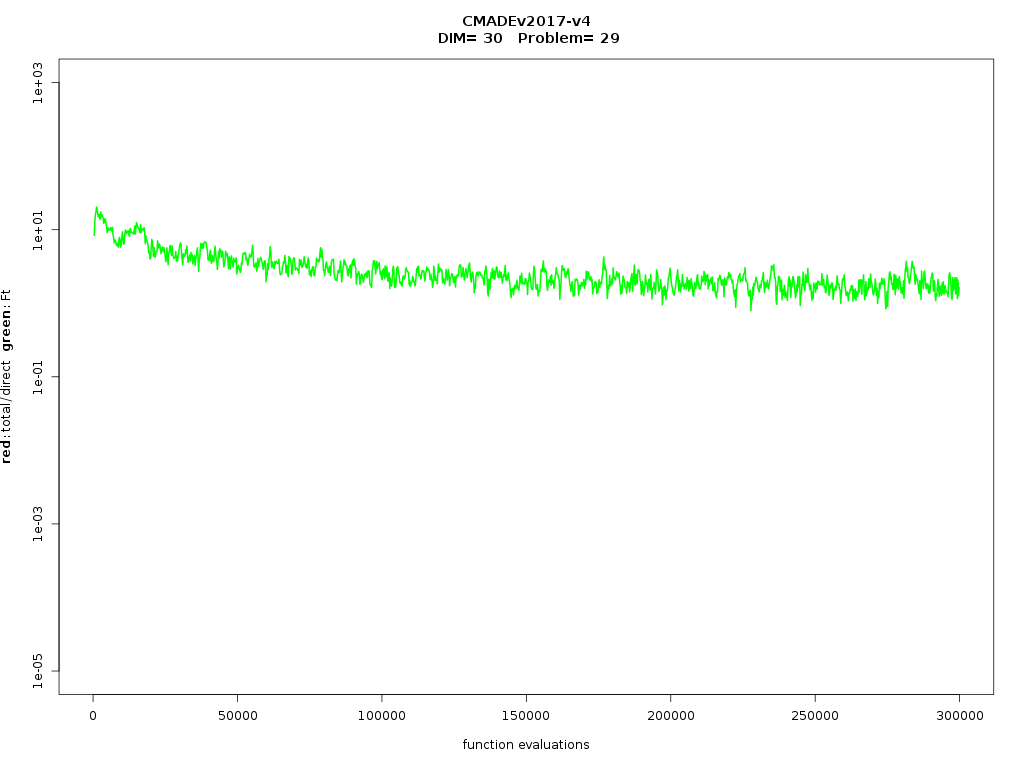 CMADEv2017-v4
DIM= 30 Problem= 29
1e+03
1e+01
1e-01
1e-03
1e-05
red:total/direct green:Ft
0 50000 100000 150000 200000 250000 300000
function evaluations